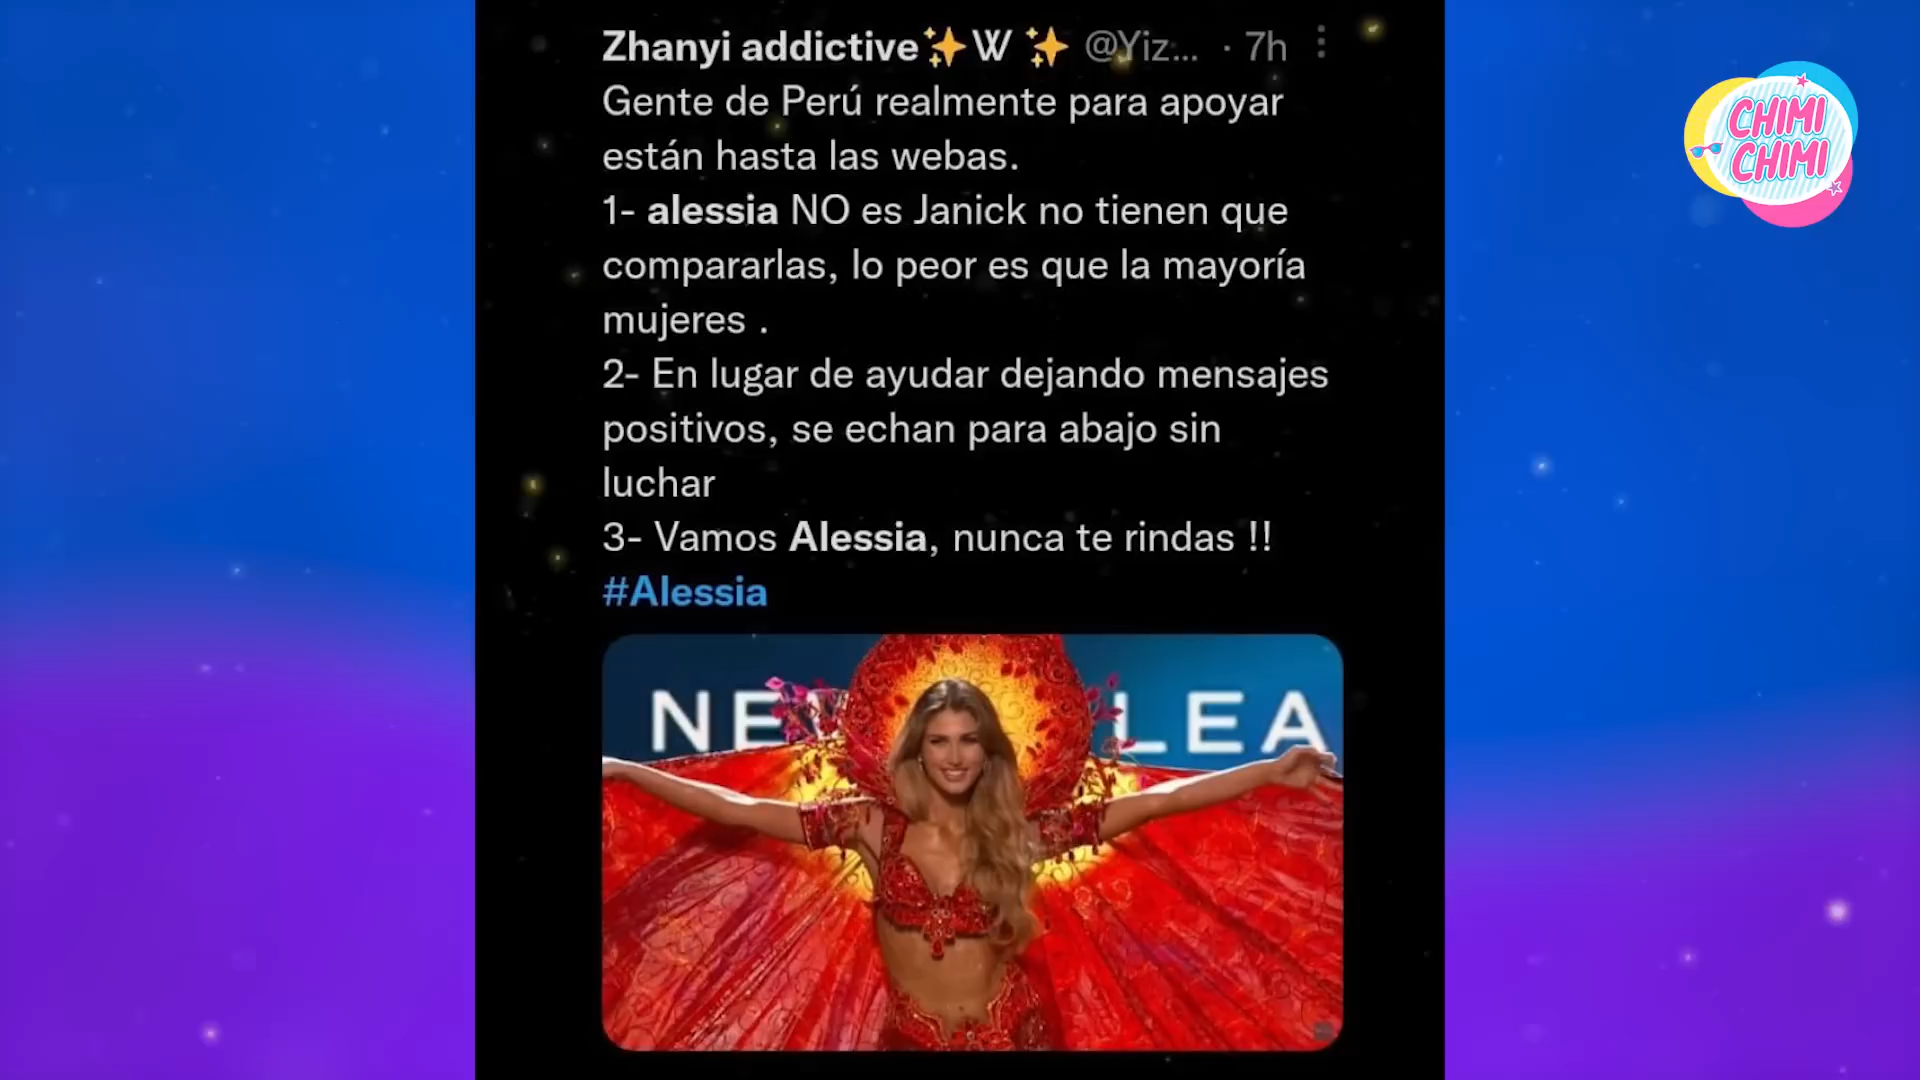 Zhanyi addictive✨W ✨ @Yiz... · 7h
Gente de Perú realmente para apoyar
están hasta las webas.
1- alessia NO es Janick no tienen que
compararlas, lo peor es que la mayoría
mujeres .
2- En lugar de ayudar dejando mensajes
positivos, se echan para abajo sin
luchar
3- Vamos Alessia, nunca te rindas !!
#Alessia
NE LEA
CHIMI
CHIMI